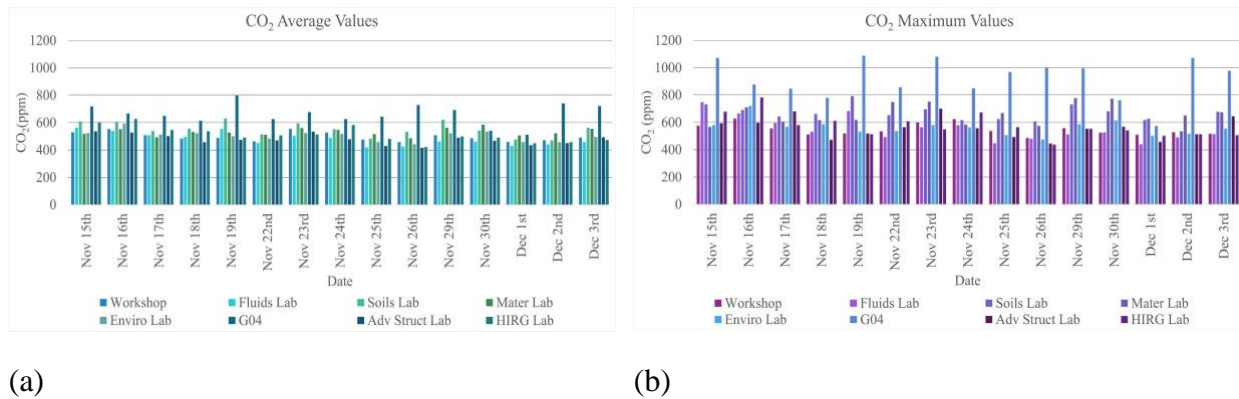 CO₂ Average Values
1200
1000
800
600
400
200
0
CO₂(ppm)
Nov 15th
Nov 16th
Nov 17th
Nov 18th
Nov 19th
Nov 22nd
Nov 23rd
Nov 24th
Nov 25th
Nov 26th
Nov 29th
Nov 30th
Dec 1st
Dec 2nd
Dec 3rd
Date
Workshop Fluids Lab Soils Lab Mater Lab
Enviro Lab G04 Adv Struct Lab HIRG Lab
(a)
CO₂ Maximum Values
1200
1000
800
600
400
200
0
CO₂ (ppm)
Nov 15th
Nov 16th
Nov 17th
Nov 18th
Nov 19th
Nov 22nd
Nov 23rd
Nov 24th
Nov 25th
Nov 26th
Nov 29th
Nov 30th
Dec 1st
Dec 2nd
Dec 3rd
Date
Workshop Fluids Lab Soils Lab Mater Lab
Enviro Lab G04 Adv Struct Lab HIRG Lab
(b)